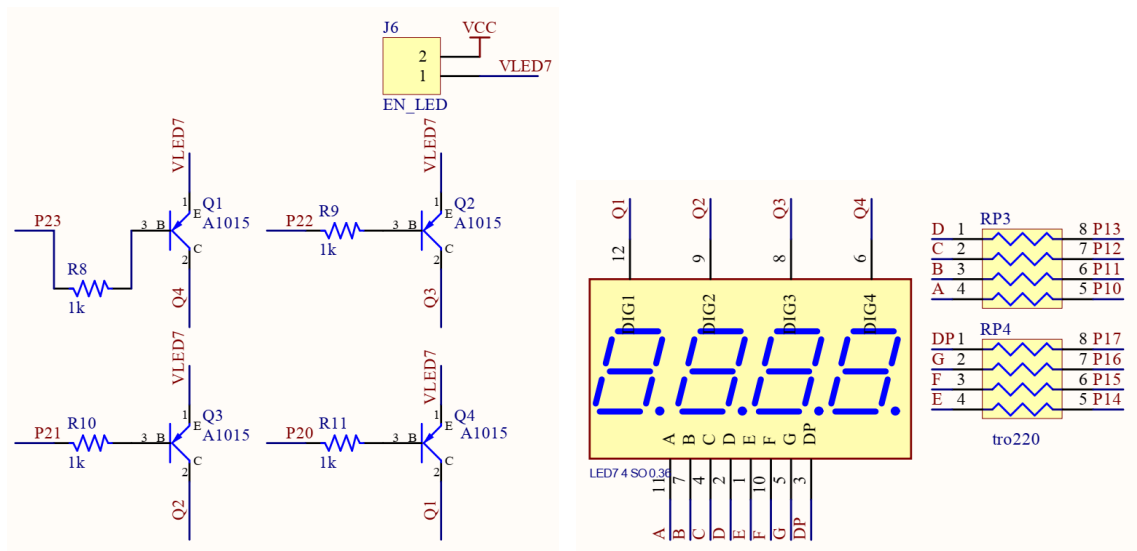 J6
VCC
2
1
VLED7
EN_LED
VLED7
1
E
Q1
A1015
P23
3
B
C
2
R8
1k
Q4
VLED7
1
E
Q2
A1015
P22
R9
1k
3
B
C
2
Q3
VLED7
1
E
Q3
A1015
P21
R10
1k
3
B
C
2
Q2
VLED7
1
E
Q4
A1015
P20
R11
1k
3
B
C
2
Q1
Q1
Q2
Q3
Q4
12
9
8
6
DIG1
DIG2
DIG3
DIG4
A
B
C
D
E
F
G
DP
LED7 4 SO 0.36
11
7
4
2
1
10
5
3
A
B
C
D
E
F
G
DP
RP3
D 1 8 P13
C 2 7 P12
B 3 6 P11
A 4 5 P10
RP4
DP 1 8 P17
G 2 7 P16
F 3 6 P15
E 4 5 P14
tro220